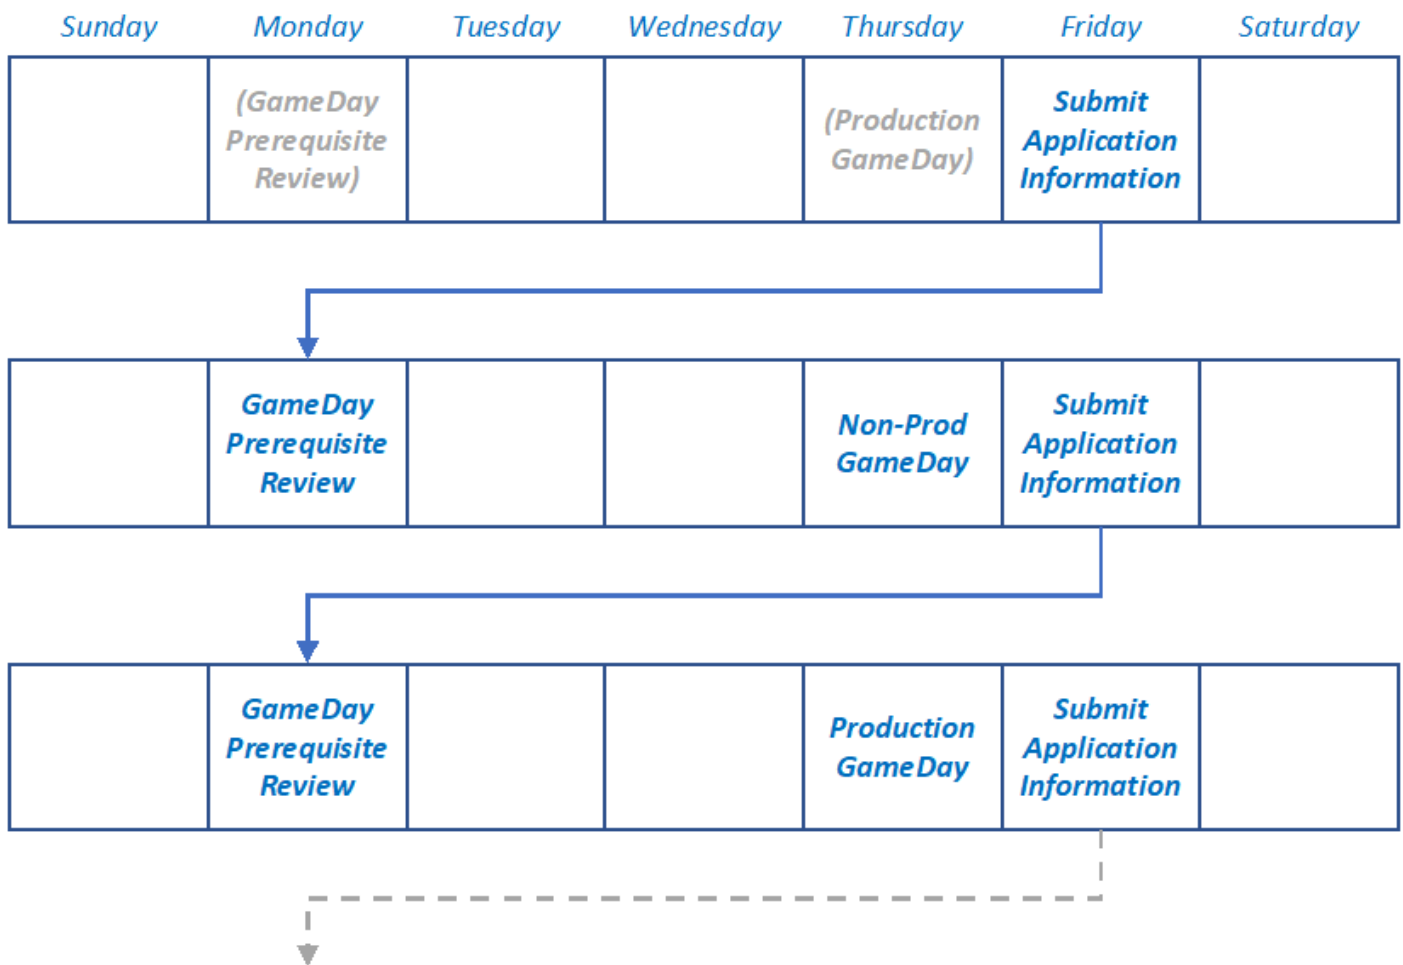 Sunday Monday Tuesday Wednesday Thursday Friday Saturday
(GameDay
Prerequisite
Review)
(Production
GameDay)
Submit
Application
Information
GameDay
Prerequisite
Review
Non-Prod
GameDay
Submit
Application
Information
GameDay
Prerequisite
Review
Production
GameDay
Submit
Application
Information